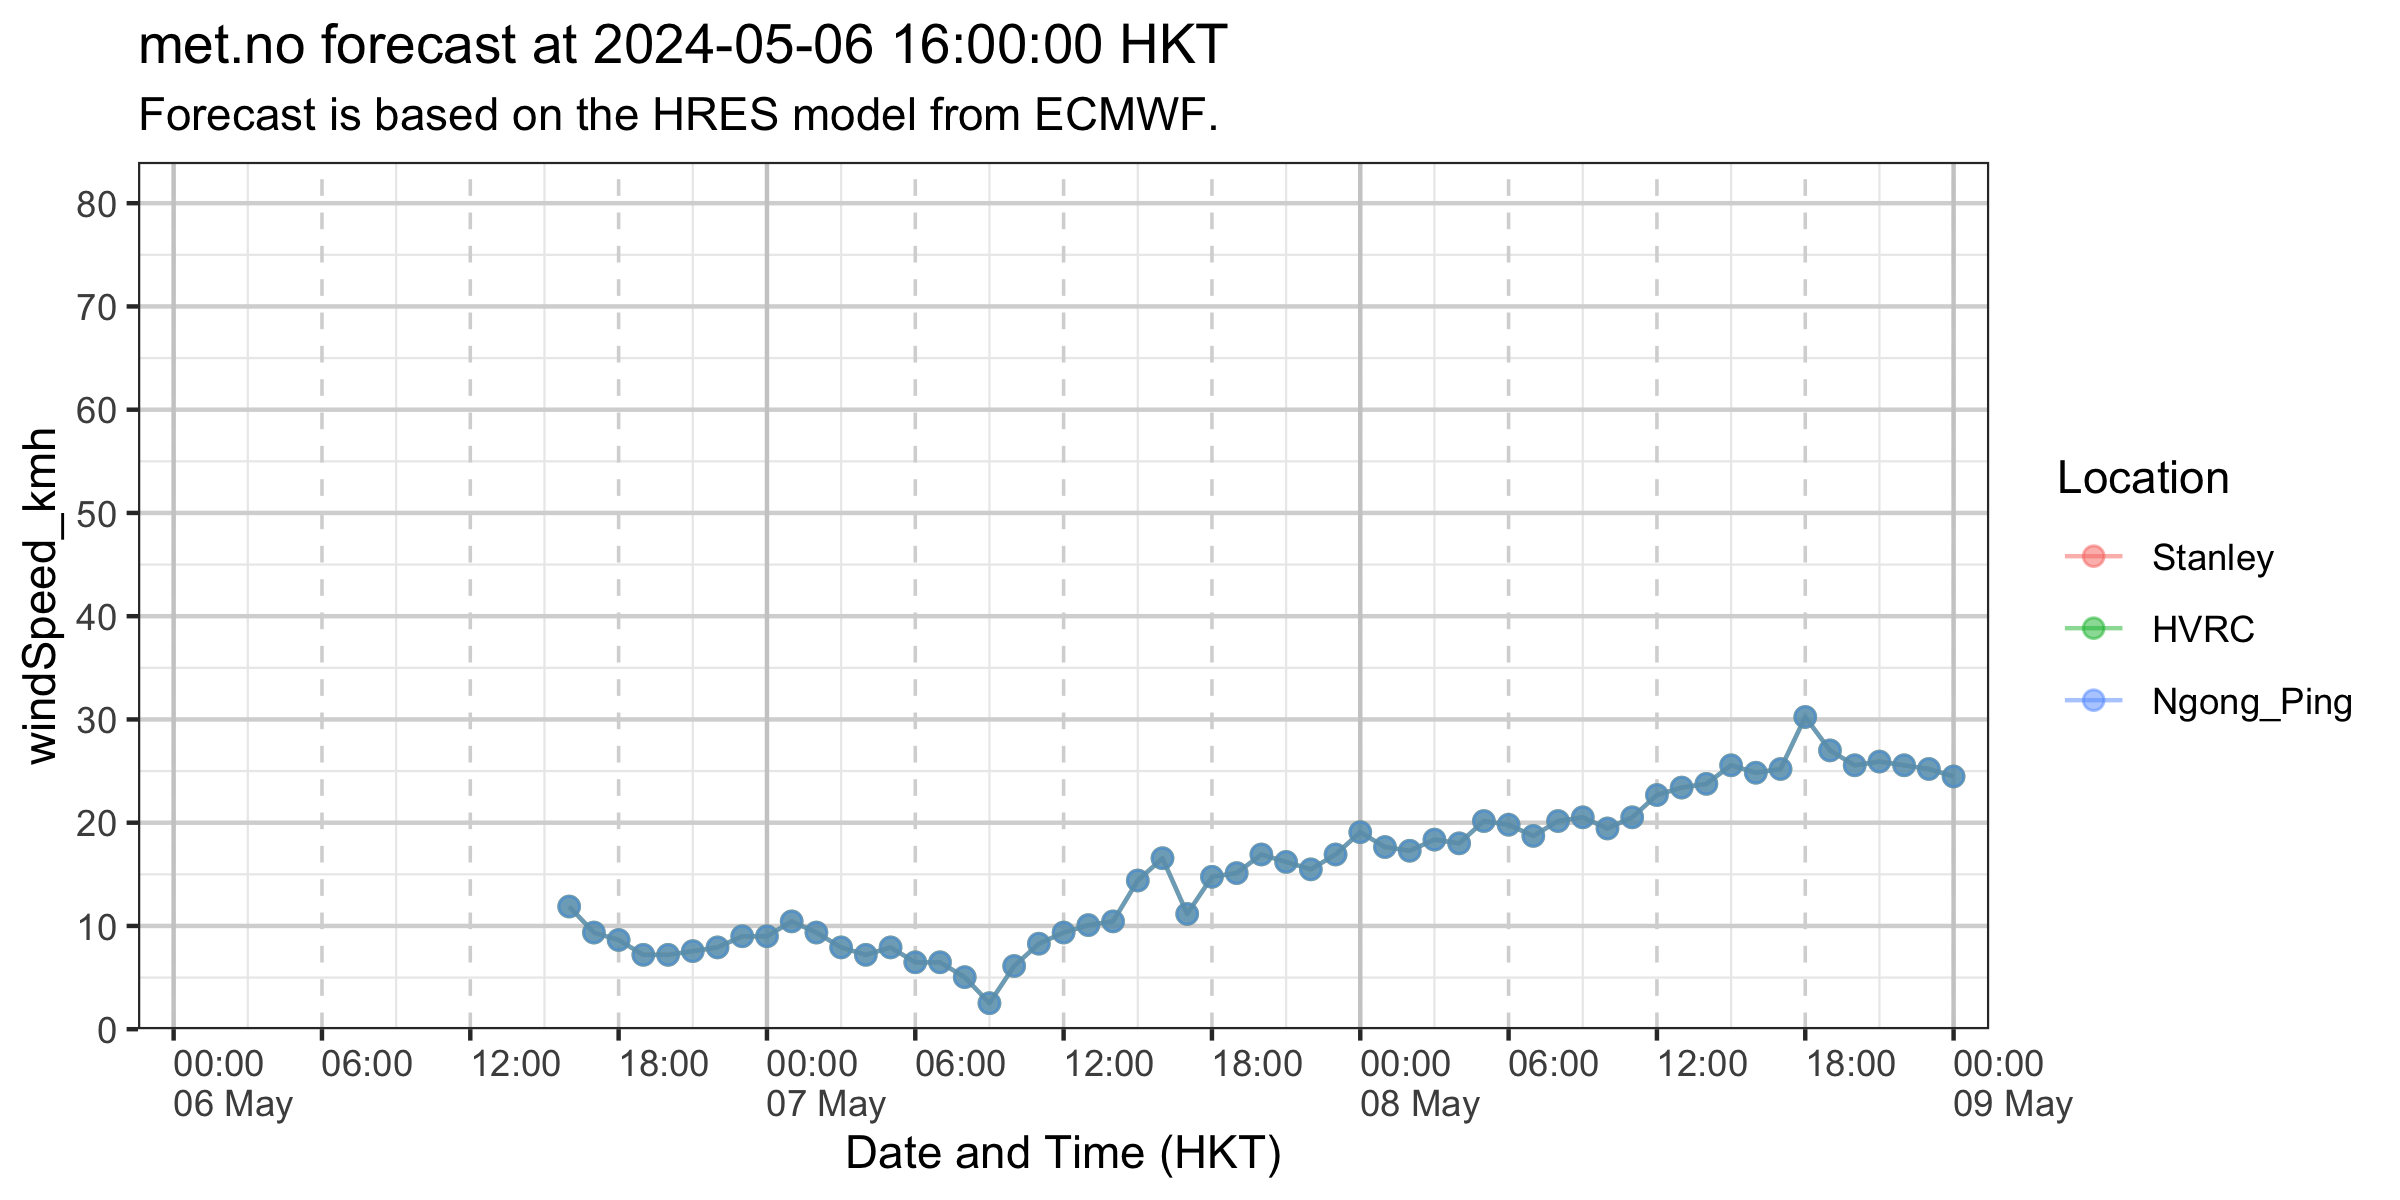 met.no forecast at 2024-05-06 16:00:00 HKT
Forecast is based on the HRES model from ECMWF.
windSpeed_kmh
80
70
60
50
40
30
20
10
0
00:00 06:00 12:00 18:00 00:00 06:00 12:00 18:00 00:00 06:00 12:00 18:00 00:00
06 May 07 May 08 May 09 May
Date and Time (HKT)
Location
Stanley
HVRC
Ngong_Ping